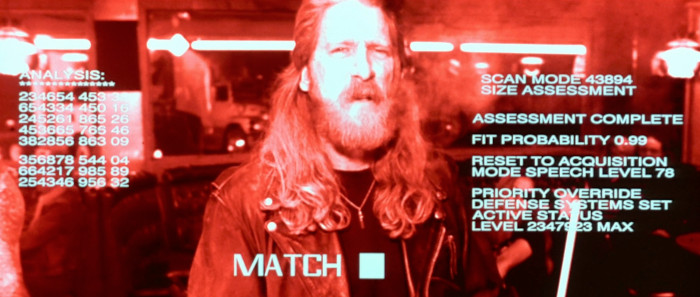 ANALYSIS:
***************
234654 453
654334 450 16
245261 865 26
453665 765 46
382856 863 09
356878 544 04
664217 985 89
254346 956 32
SCAN MODE 43894
SIZE ASSESSMENT
ASSESSMENT COMPLETE
FIT PROBABILITY 0.99
RESET TO ACQUISITION
MODE SPEECH LEVEL 78
PRIORITY OVERRIDE
DEFENSE SYSTEMS SET
ACTIVE STATUS
LEVEL 2347923 MAX
MATCH